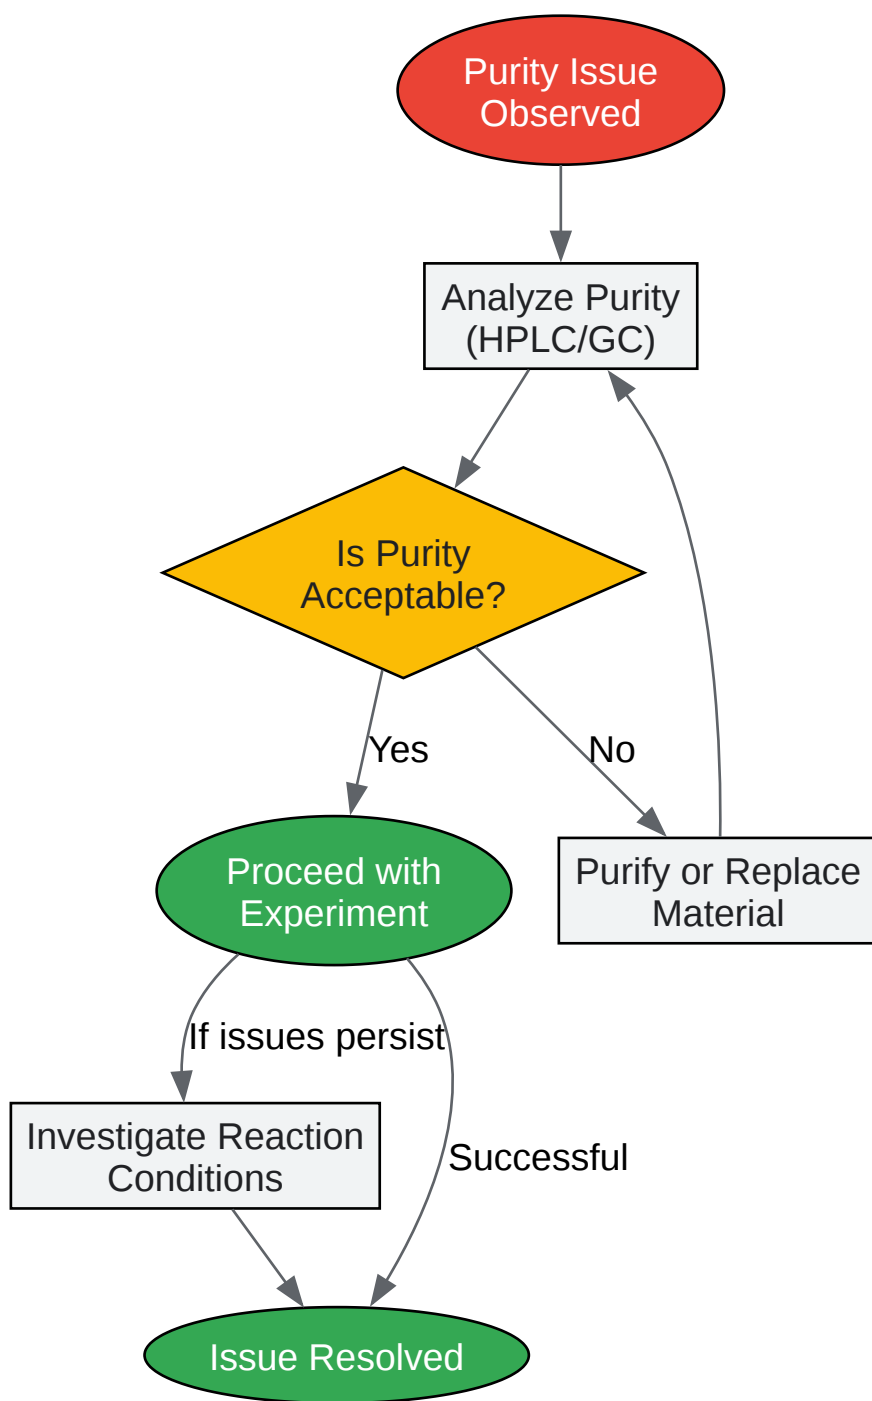 Purity Issue
Observed
Analyze Purity
(HPLC/GC)
Is Purity
Acceptable?
Yes
No
Proceed with
Experiment
Purify or Replace
Material
If issues persist
Investigate Reaction
Conditions
Successful
Issue Resolved